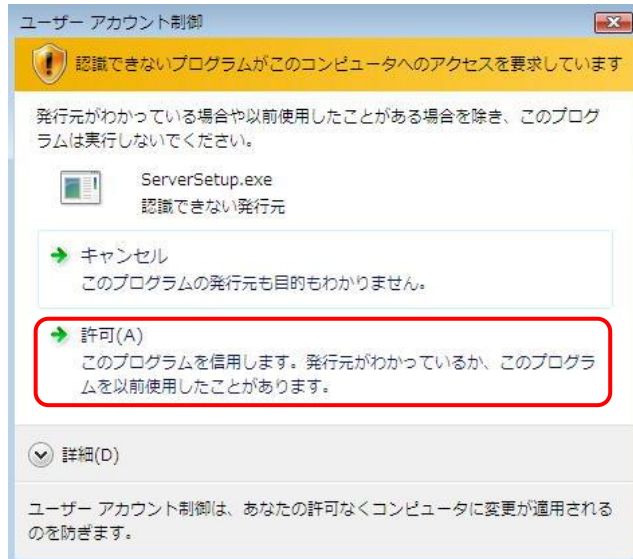 ユーザー アカウント制御
認識できないプログラムがこのコンピュータへのアクセスを要求しています
発行元がわかっている場合や以前使用したことがある場合を除き、このプログ
ラムは実行しないでください。
ServerSetup.exe
認識できない発行元
キャンセル
このプログラムの発行元も目的もわかりません。
許可(A)
このプログラムを信用します。発行元がわかっているか、このプログラ
ムを以前使用したことがあります。
詳細(D)
ユーザー アカウント制御は、あなたの許可なくコンピュータに変更が適用される
のを防ぎます。